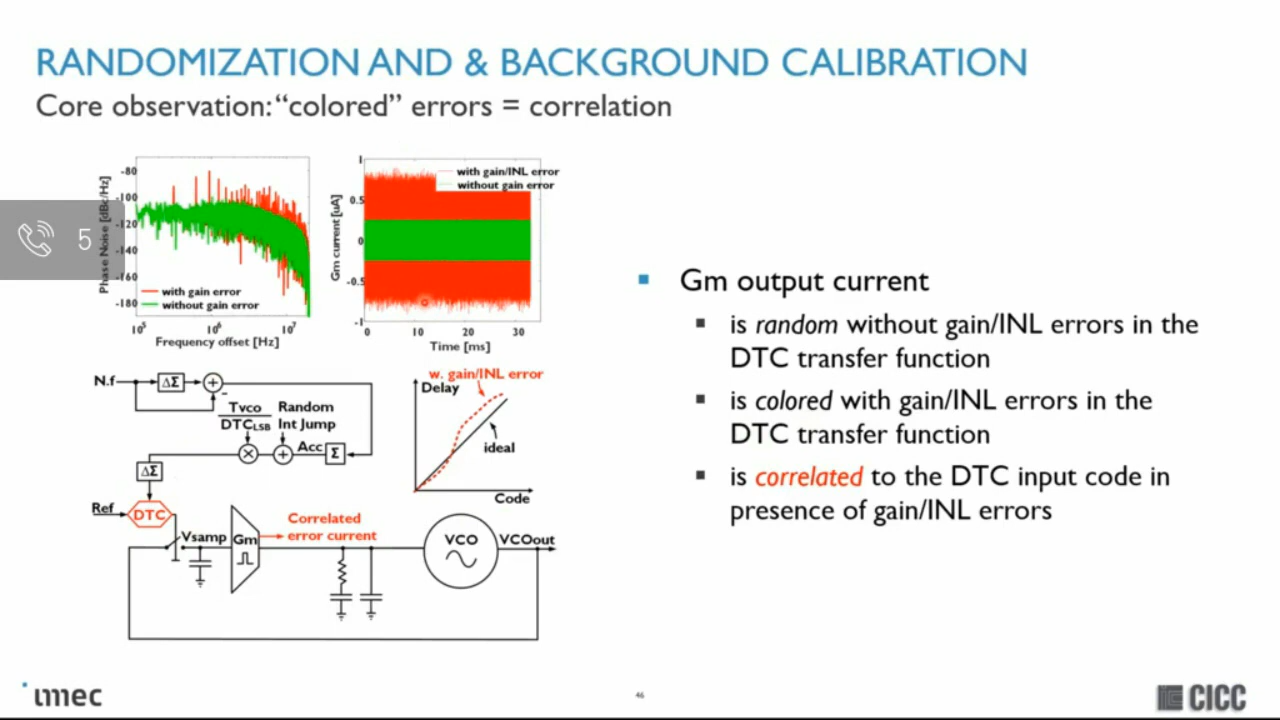 RANDOMIZATION AND & BACKGROUND CALIBRATION
Core observation: “colored” errors = correlation
Phase Noise [dBc/Hz]
-80
-100
-120
-140
-160
-180
with gain error
without gain error
10^5
10^6
10^7
Frequency offset [Hz]
Gm current [uA]
1
0.5
0
-0.5
-1
with gain/INL error
without gain error
0
10
20
30
Time [ms]
5
N.f
ΔΣ
+
-
Tvco
DTCLSB
Random
Int Jump
×
+
Acc
Σ
ΔΣ
Ref
DTC
Vsamp
Gm
Correlated
error current
VCO
VCOout
w. gain/INL error
Delay
ideal
Code
Gm output current
is random without gain/INL errors in the
DTC transfer function
is colored with gain/INL errors in the
DTC transfer function
is correlated to the DTC input code in
presence of gain/INL errors
imec
46
CICC